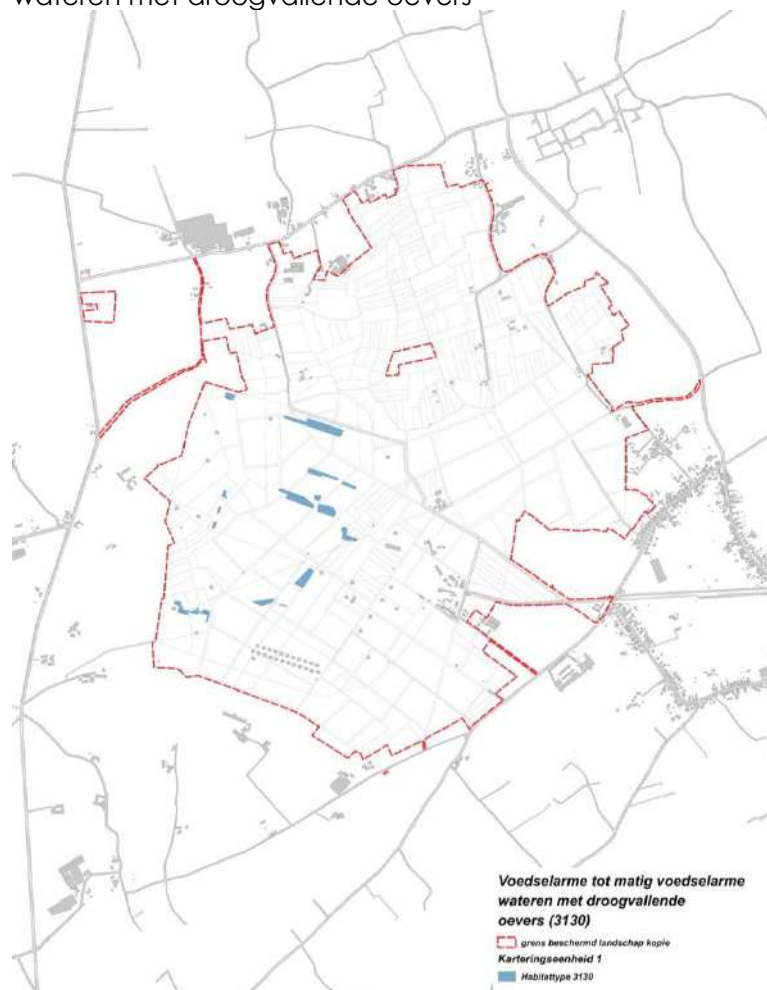 wateren met droogvallende oevers
Voedselarme tot matig voedselarme
wateren met droogvallende
oevers (3130)
grens beschermd landschap kopie
Karteringseenheid 1
Habitattype 3130